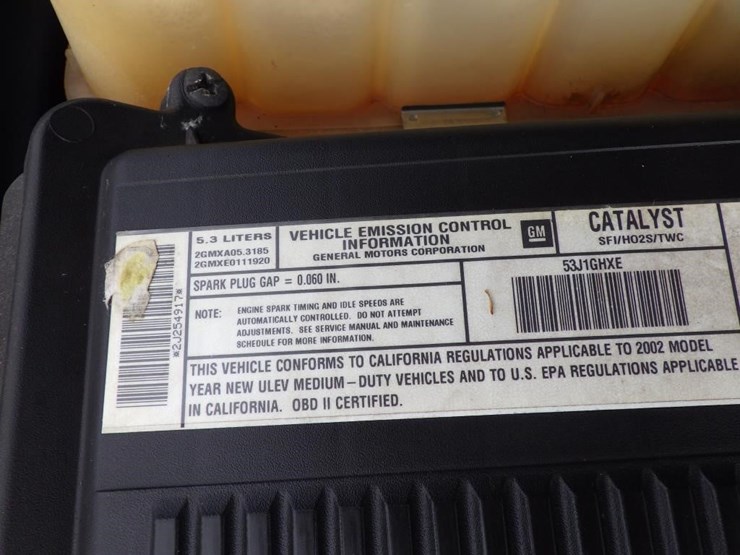 5.3 LITERS
2GMXA05.3185
2GMXE0111920
VEHICLE EMISSION CONTROL
INFORMATION
GENERAL MOTORS CORPORATION
GM
CATALYST
SFI/HO2S/TWC
SPARK PLUG GAP = 0.060 IN.
53J1GHXE
NOTE: ENGINE SPARK TIMING AND IDLE SPEEDS ARE
AUTOMATICALLY CONTROLLED. DO NOT ATTEMPT
ADJUSTMENTS. SEE SERVICE MANUAL AND MAINTENANCE
SCHEDULE FOR MORE INFORMATION.
*2J254917*
THIS VEHICLE CONFORMS TO CALIFORNIA REGULATIONS APPLICABLE TO 2002 MODEL
YEAR NEW ULEV MEDIUM-DUTY VEHICLES AND TO U.S. EPA REGULATIONS APPLICABLE
IN CALIFORNIA. OBD II CERTIFIED.